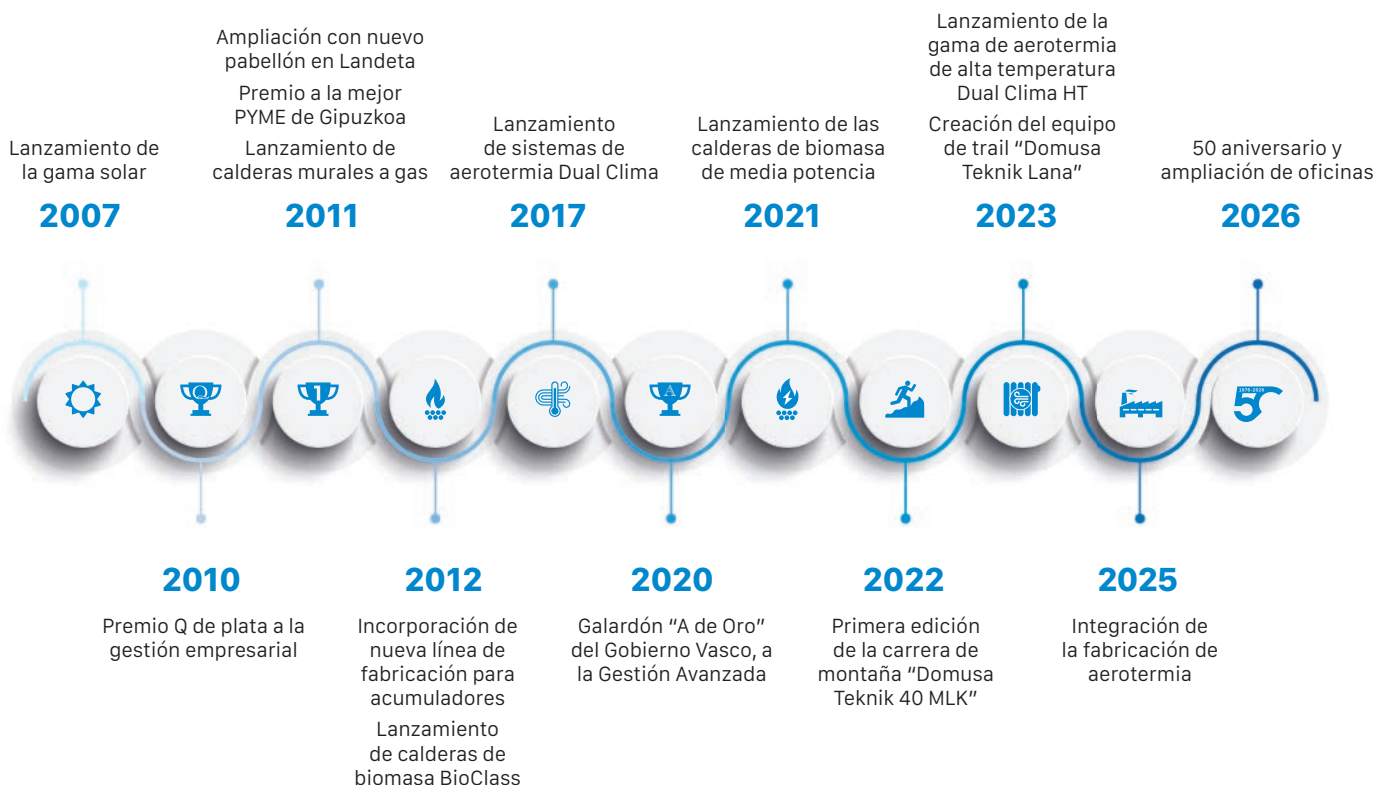 Lanzamiento de
la gama solar
2007
Ampliación con nuevo
pabellón en Landeta
Premio a la mejor
PYME de Gipuzkoa
Lanzamiento de
calderas murales a gas
2011
Lanzamiento
de sistemas de
aerotermia Dual Clima
2017
Lanzamiento de las
calderas de biomasa
de media potencia
2021
Lanzamiento de la
gama de aerotermia
de alta temperatura
Dual Clima HT
Creación del equipo
de trail “Domusa
Teknik Lana”
2023
50 aniversario y
ampliación de oficinas
2026
Q
1
A
1976-2026
50
2010
Premio Q de plata a la
gestión empresarial
2012
Incorporación de
nueva línea de
fabricación para
acumuladores
Lanzamiento
de calderas de
biomasa BioClass
2020
Galardón “A de Oro”
del Gobierno Vasco, a
la Gestión Avanzada
2022
Primera edición
de la carrera de
montaña “Domusa
Teknik 40 MLK”
2025
Integración de
la fabricación de
aerotermia